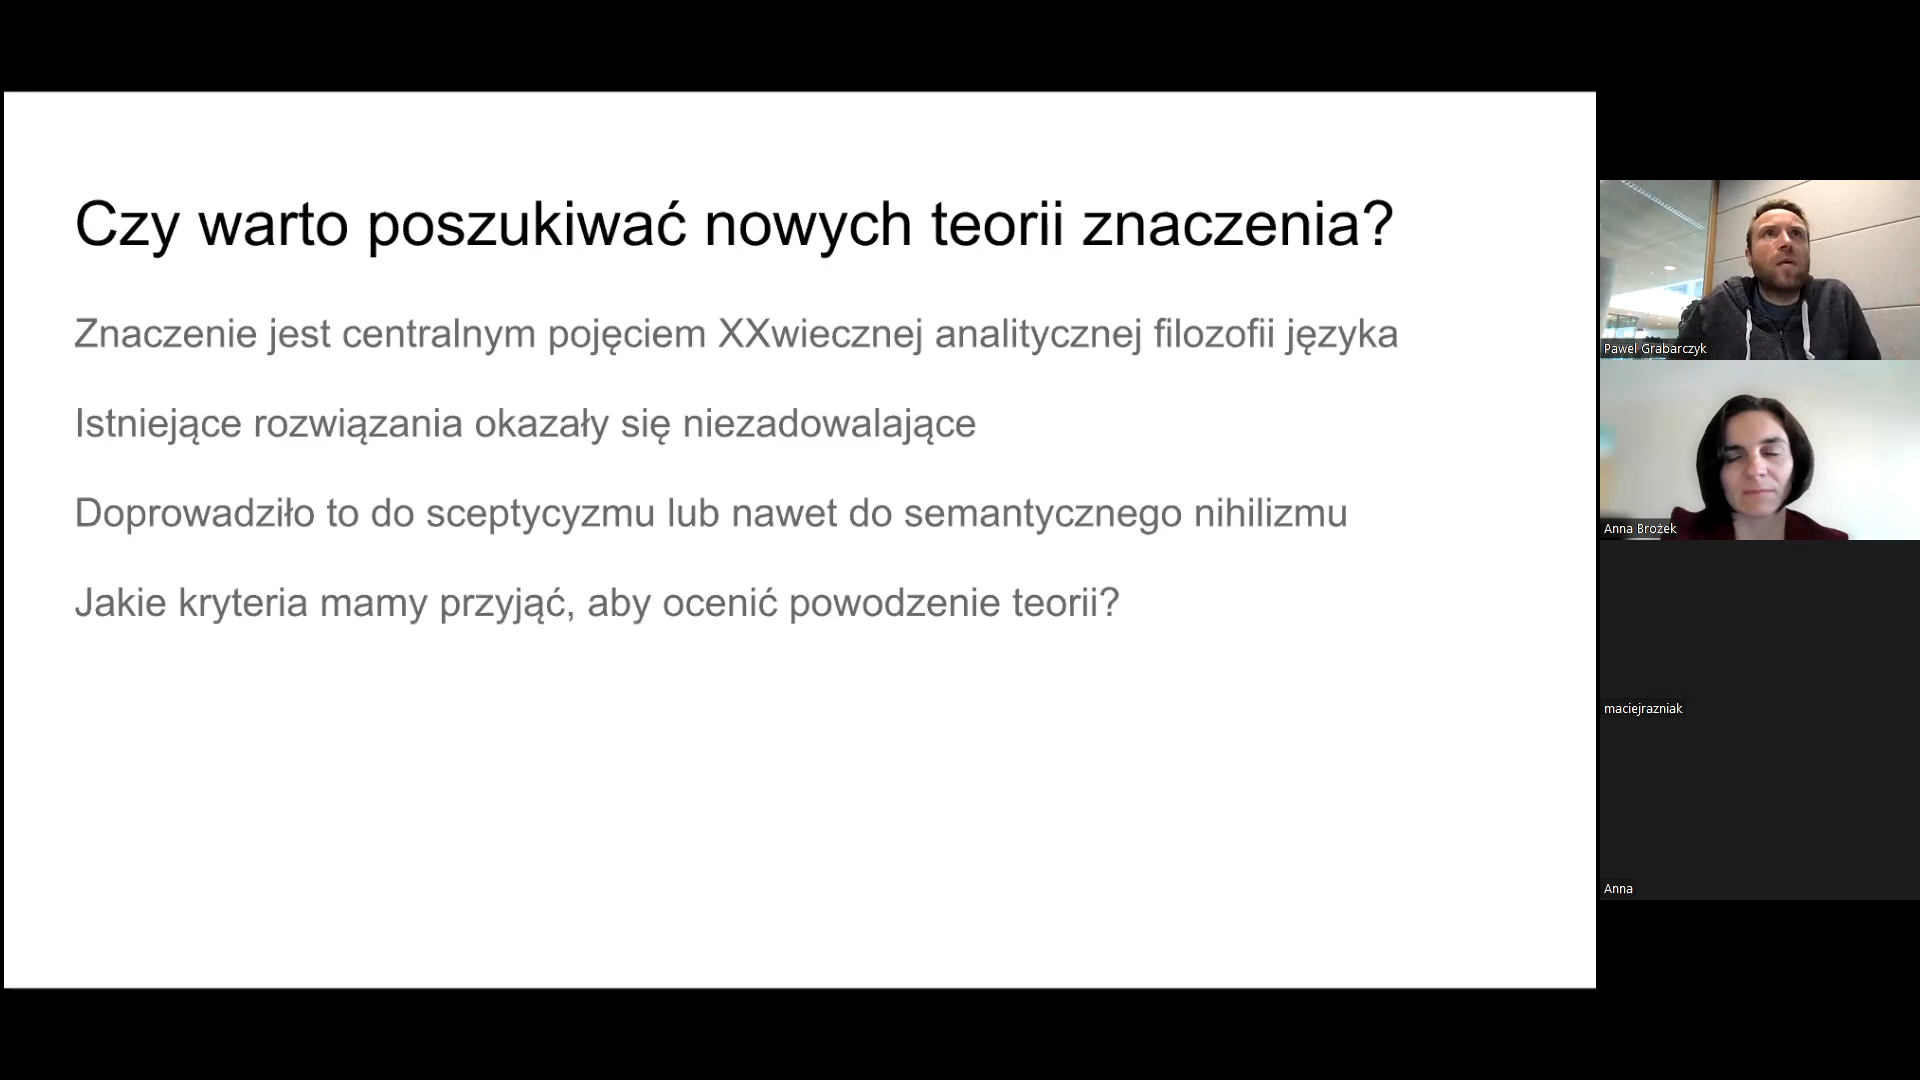 Czy warto poszukiwać nowych teorii znaczenia?
Znaczenie jest centralnym pojęciem XXwiecznej analitycznej filozofii języka
Istniejące rozwiązania okazały się niezadowalające
Doprowadziło to do sceptycyzmu lub nawet do semantycznego nihilizmu
Jakie kryteria mamy przyjąć, aby ocenić powodzenie teorii?
Pawel Grabarczyk
Anna Brożek
maciejrazniak
Anna